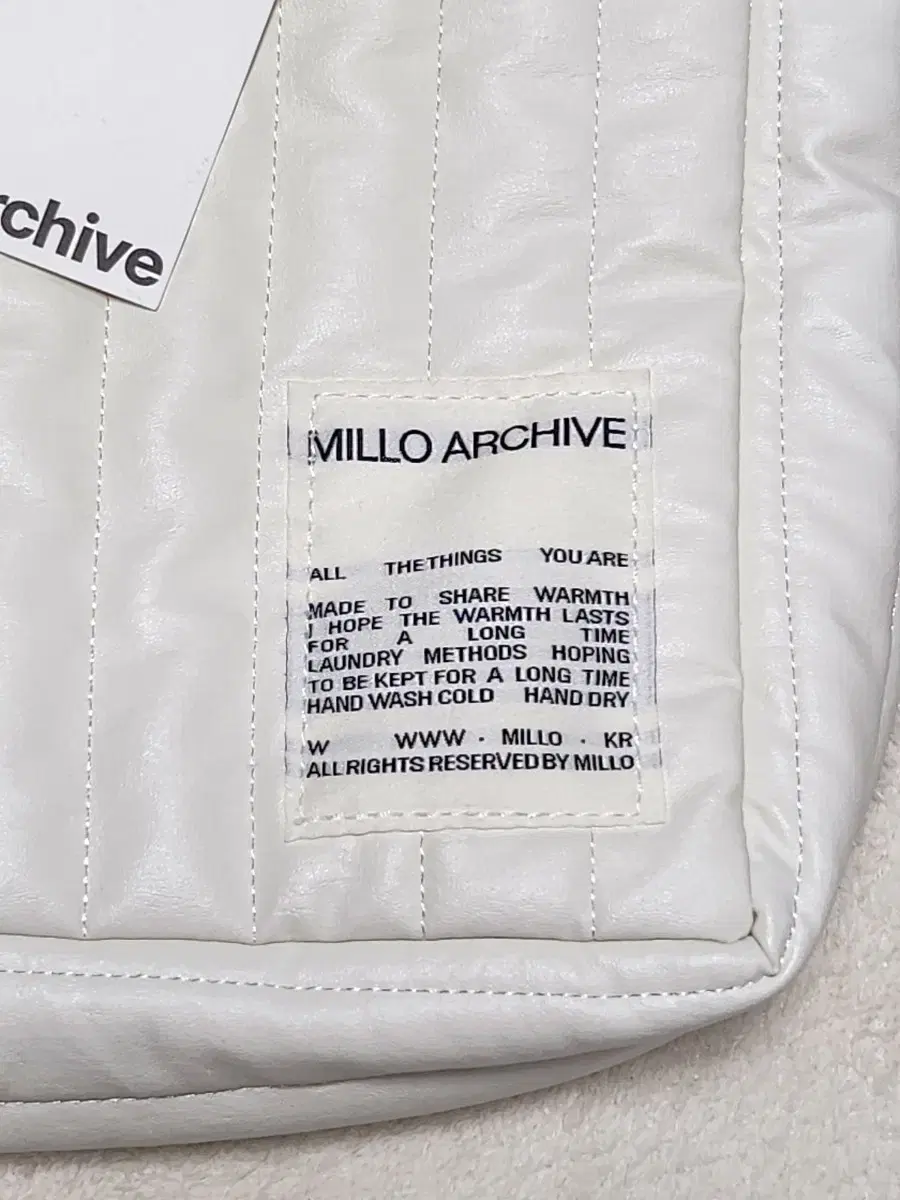 rchive
MILLO ARCHIVE
ALL THE THINGS YOU ARE
MADE TO SHARE WARMTH
I HOPE THE WARMTH LASTS
FOR A LONG TIME
LAUNDRY METHODS HOPING
TO BE KEPT FOR A LONG TIME
HAND WASH COLD HAND DRY
W WWW . MILLO . KR
ALL RIGHTS RESERVED BY MILLO